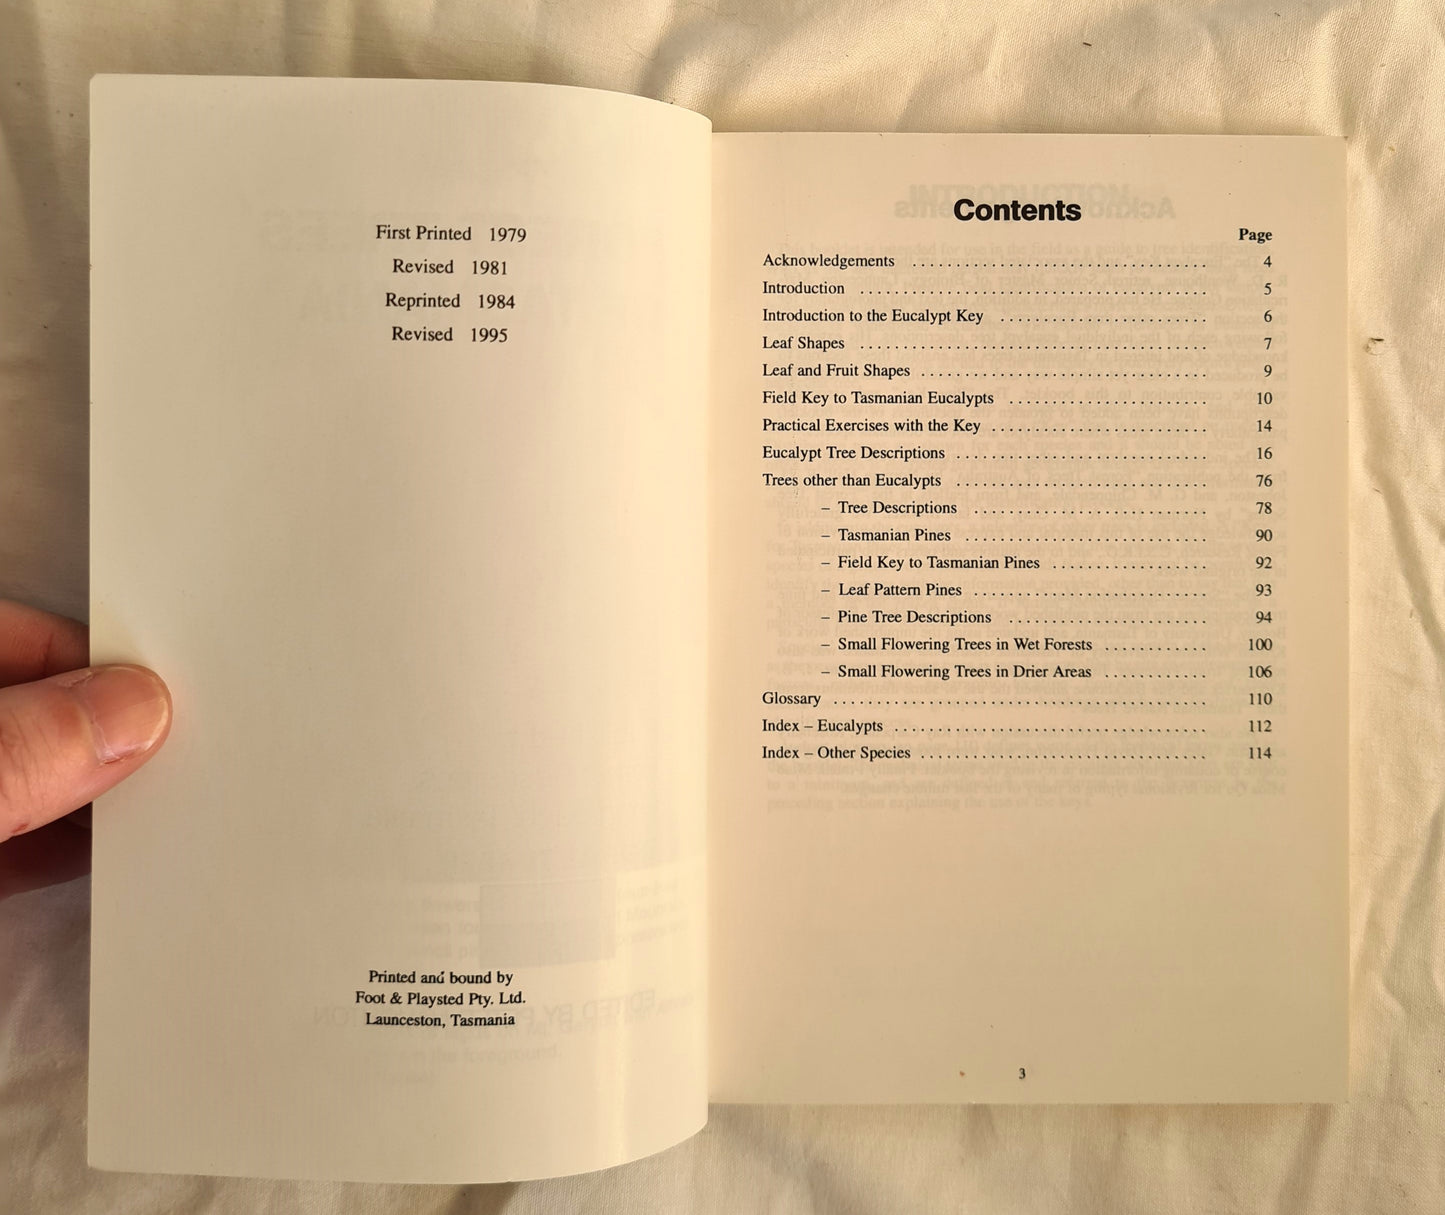 First Printed 1979
Revised 1981
Reprinted 1984
Revised 1995
Printed and bound by
Foot & Playsted Pty. Ltd.
Launceston, Tasmania
Contents
Page
Acknowledgements .................................. 4
Introduction ........................................ 5
Introduction to the Eucalypt Key ........................ 6
Leaf Shapes ........................................ 7
Leaf and Fruit Shapes ................................. 9
Field Key to Tasmanian Eucalypts ....................... 10
Practical Exercises with the Key ......................... 14
Eucalypt Tree Descriptions ............................. 16
Trees other than Eucalypts ............................. 76
– Tree Descriptions ........................... 78
– Tasmanian Pines ............................ 90
– Field Key to Tasmanian Pines .................. 92
– Leaf Pattern Pines ........................... 93
– Pine Tree Descriptions ....................... 94
– Small Flowering Trees in Wet Forests ............ 100
– Small Flowering Trees in Drier Areas ............ 106
Glossary ........................................... 110
Index – Eucalypts .................................... 112
Index – Other Species ................................. 114
3